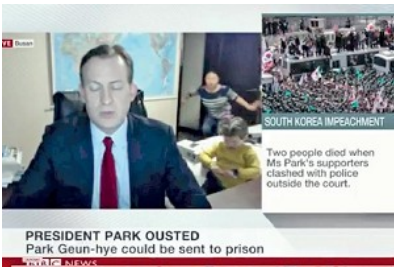 LIVE Busan
SOUTH KOREA IMPEACHMENT
Two people died when
Ms Park's supporters
clashed with police
outside the court.
PRESIDENT PARK OUSTED
Park Geun-hye could be sent to prison
NEWS